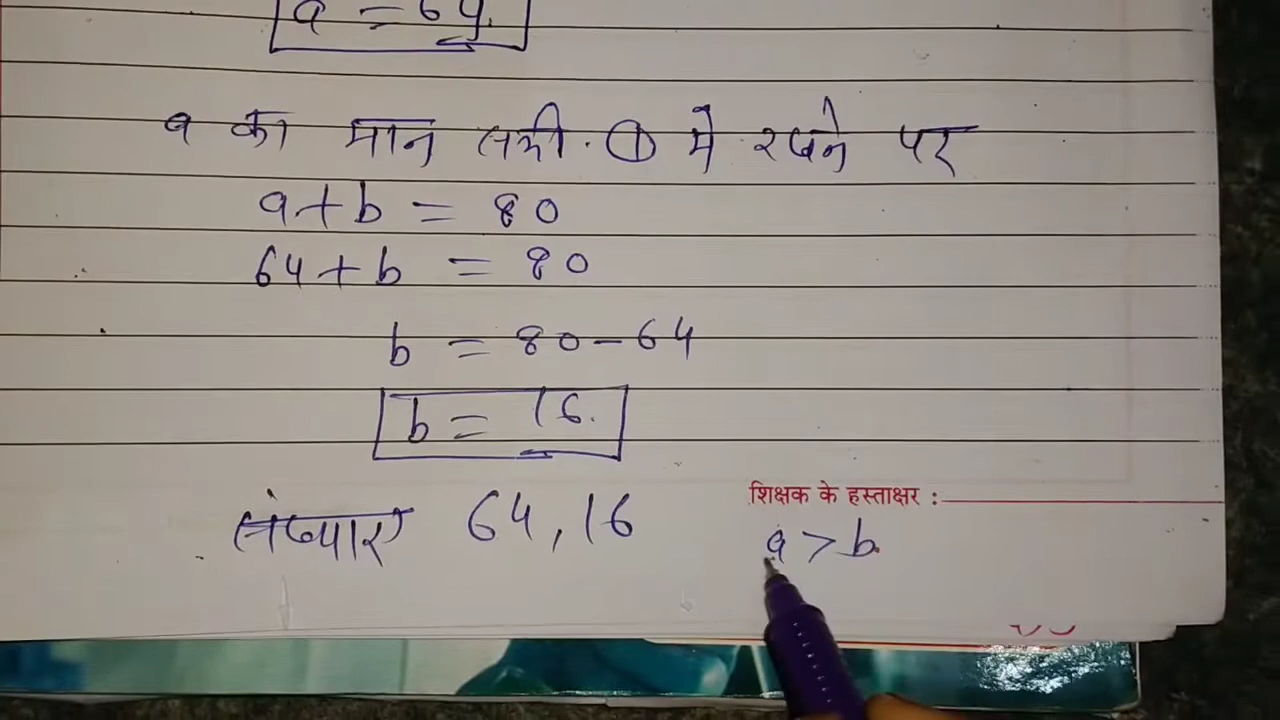 a = 64.
a का मान समी. ① मे रखने पर
a+b = 80
64+b = 80
b = 80-64
b = 16.
संख्याए 64,16
शिक्षक के हस्ताक्षर :
a > b.